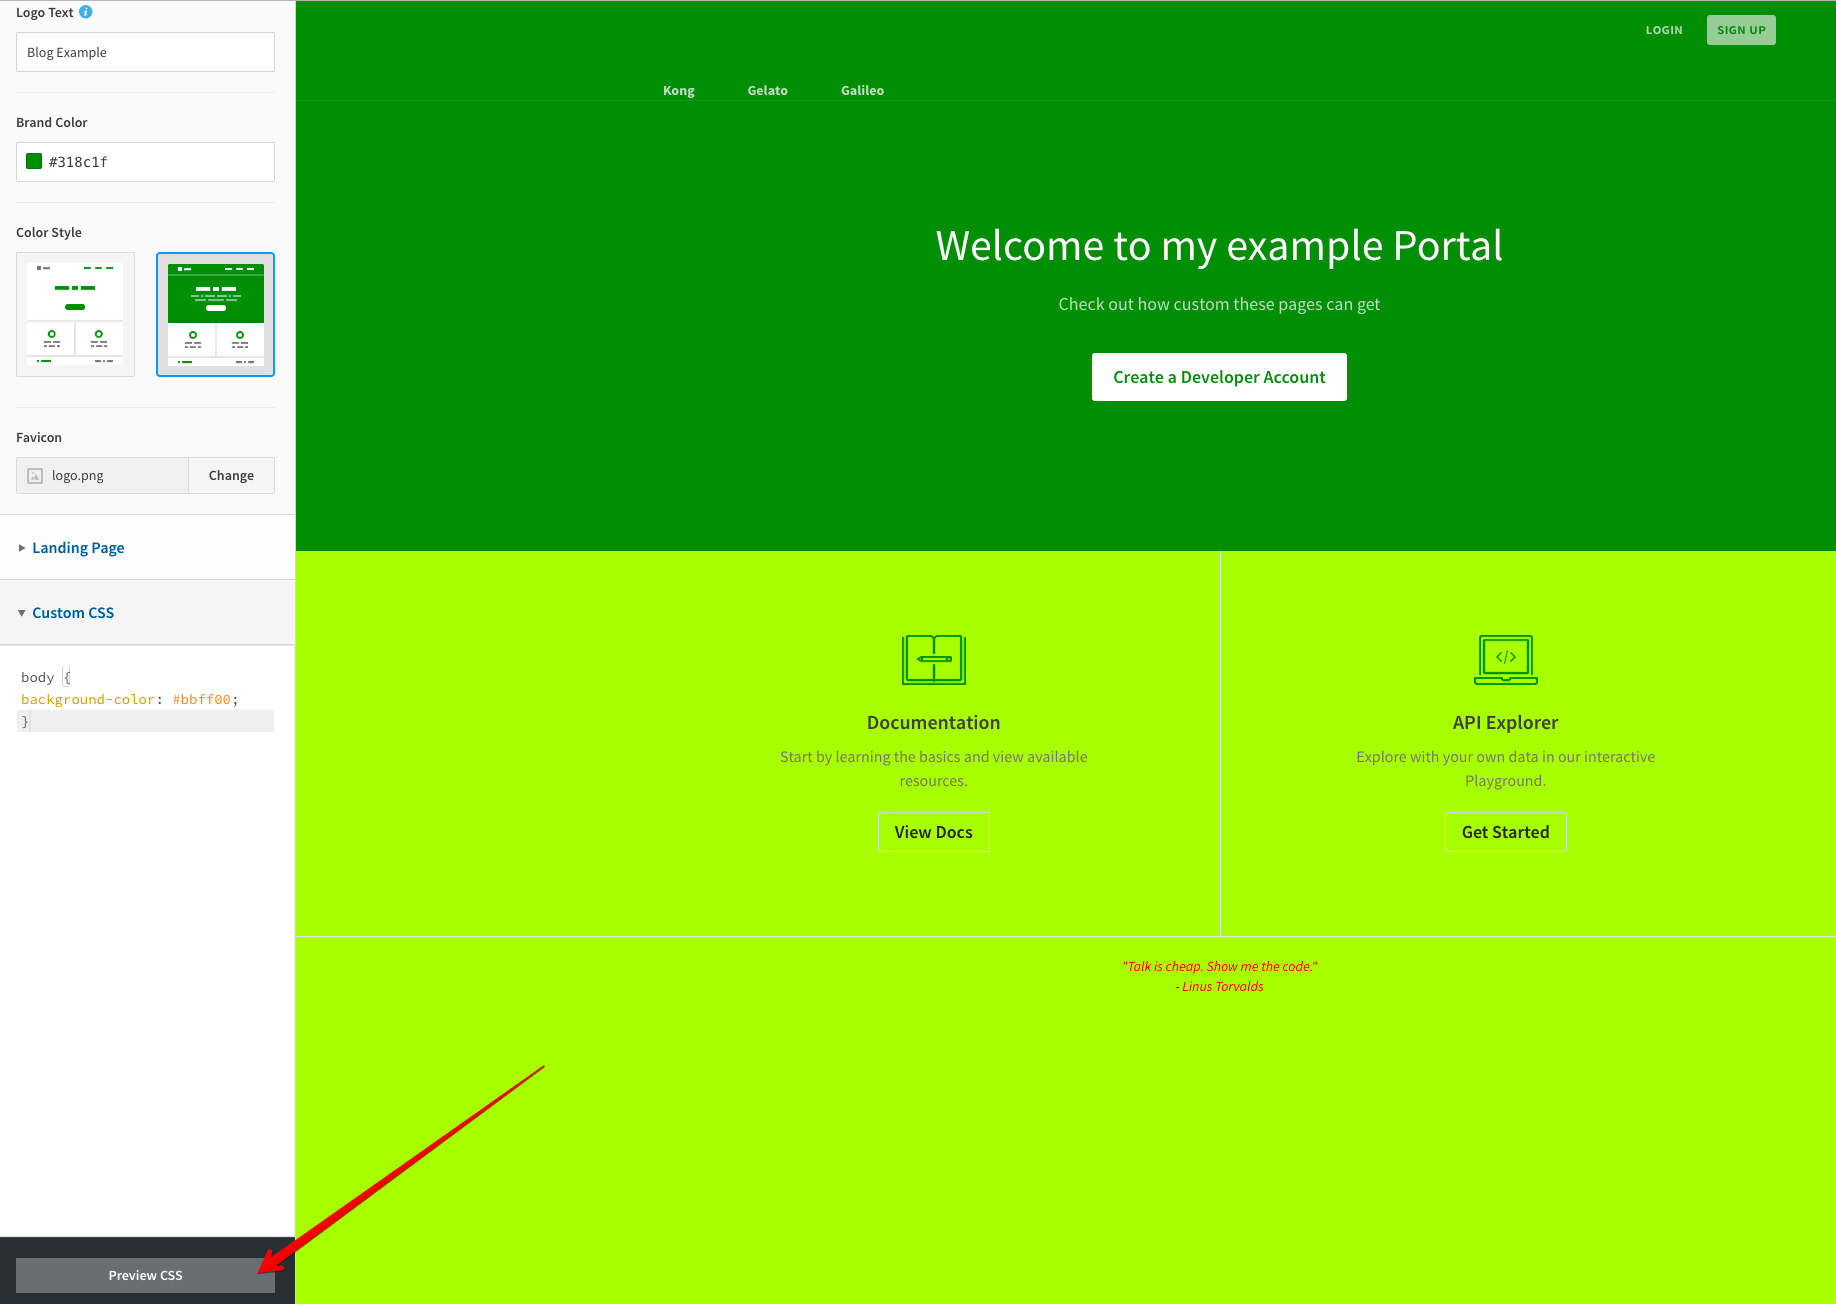 Logo Text
Blog Example
Brand Color
#318c1f
Color Style
Favicon
logo.png
Change
Landing Page
Custom CSS
body {
background-color: #bbff00;
}
Preview CSS
LOGIN
SIGN UP
Kong
Gelato
Galileo
Welcome to my example Portal
Check out how custom these pages can get
Create a Developer Account
Documentation
Start by learning the basics and view available
resources.
View Docs
API Explorer
Explore with your own data in our interactive
Playground.
Get Started
"Talk is cheap. Show me the code."
- Linus Torvalds